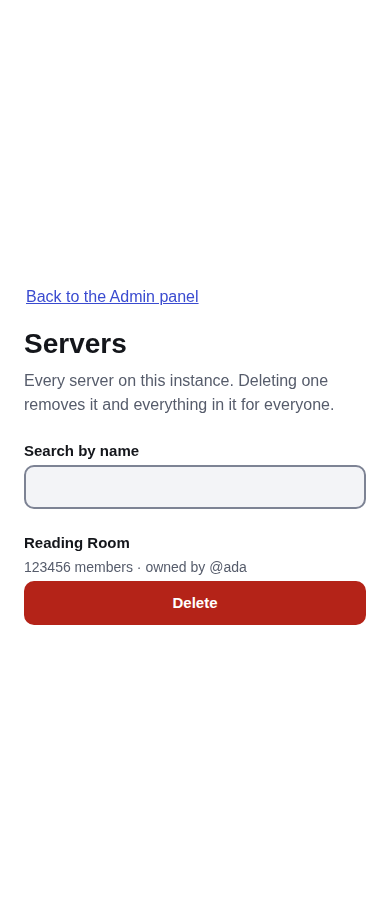 Back to the Admin panel
Servers
Every server on this instance. Deleting one
removes it and everything in it for everyone.
Search by name
Reading Room
123456 members · owned by @ada
Delete